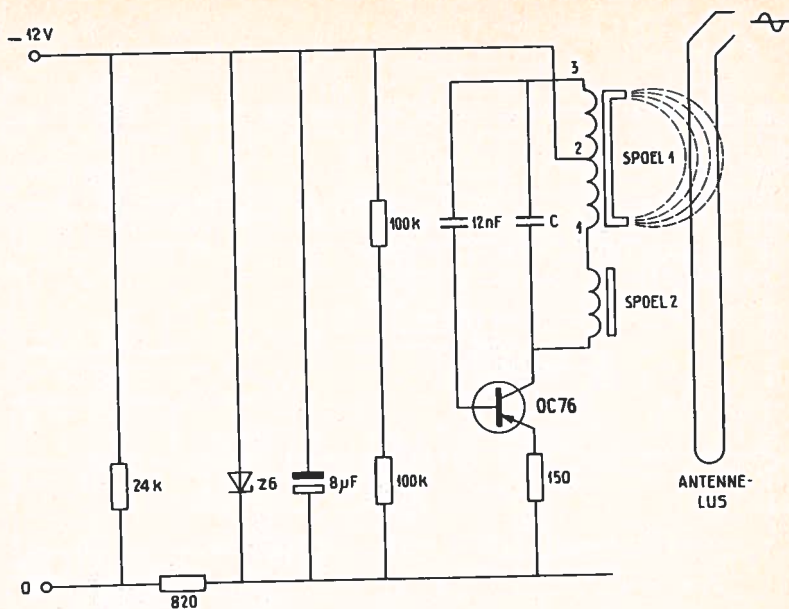 — 12V
3
2
SPOEL 1
100k
12nF
C
1
SPOEL 2
OC76
24k
Z6
8µF
100k
150
ANTENNE-
LUS
0
820